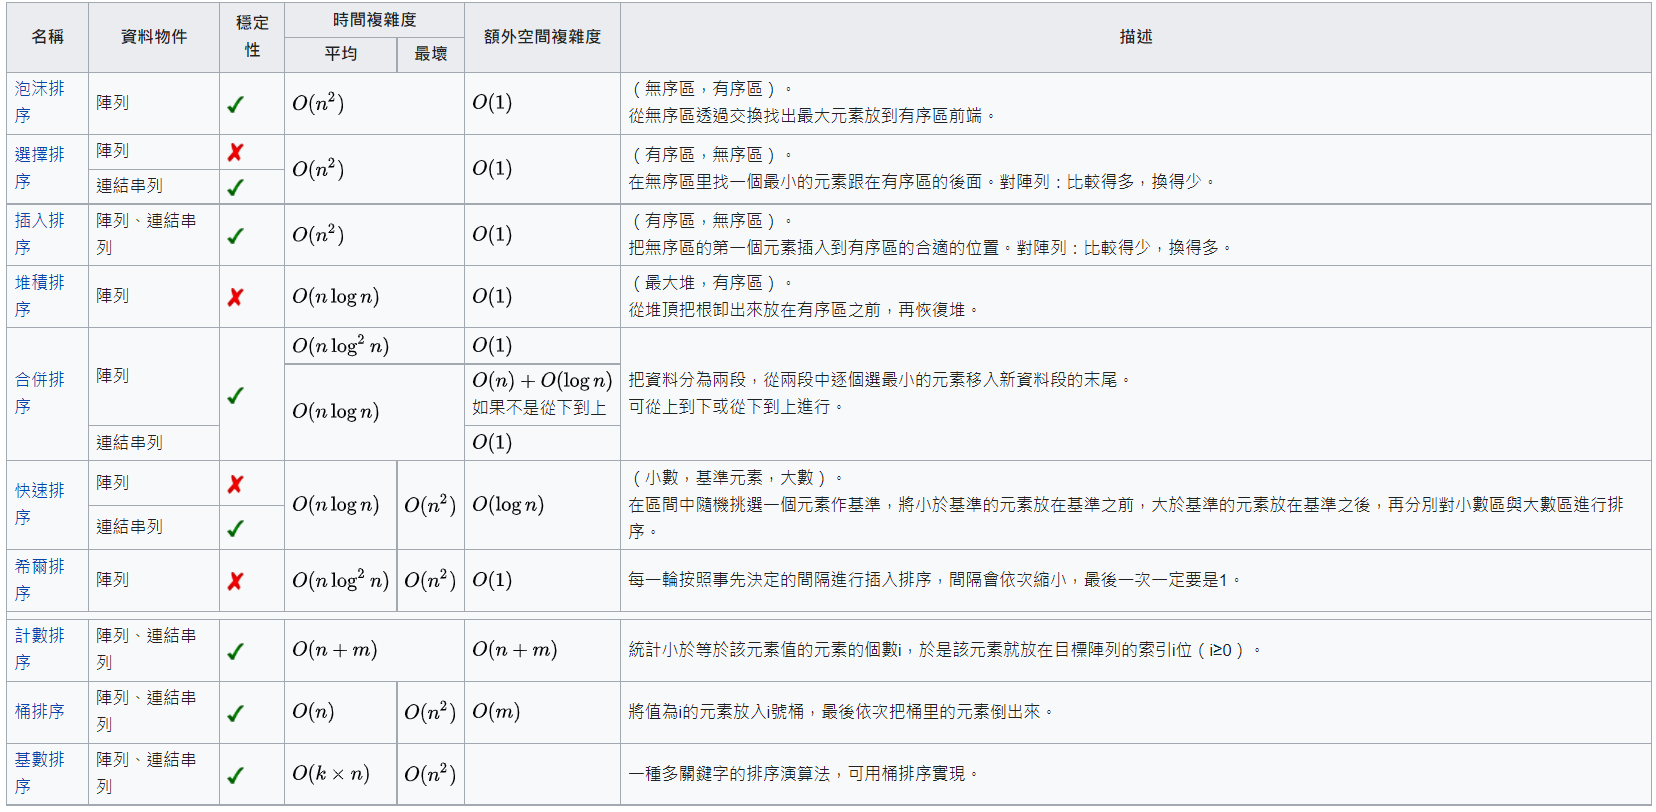 名稱 資料物件 穩定性 時間複雜度 額外空間複雜度 描述
平均 最壞
泡沫排序 陣列 ✓ O(n²) O(1) （無序區，有序區）。
從無序區透過交換找出最大元素放到有序區前端。
選擇排序 陣列 ✗ O(n²) O(1) （有序區，無序區）。
連結串列 ✓ 在無序區里找一個最小的元素跟在有序區的後面。對陣列：比較得多，換得少。
插入排序 陣列、連結串列 ✓ O(n²) O(1) （有序區，無序區）。
把無序區的第一個元素插入到有序區的合適的位置。對陣列：比較得少，換得多。
堆積排序 陣列 ✗ O(n log n) O(1) （最大堆，有序區）。
從堆頂把根卸出來放在有序區之前，再恢復堆。
合併排序 陣列 ✓ O(n log² n) O(1)
O(n log n) O(n) + O(log n) 把資料分為兩段，從兩段中逐個選最小的元素移入新資料段的末尾。
如果不是從下到上 可從上到下或從下到上進行。
連結串列 O(1)
快速排序 陣列 ✗ O(n log n) O(n²) O(log n) （小數，基準元素，大數）。
連結串列 ✓ 在區間中隨機挑選一個元素作基準，將小於基準的元素放在基準之前，大於基準的元素放在基準之後，再分別對小數區與大數區進行排
序。
希爾排序 陣列 ✗ O(n log² n) O(n²) O(1) 每一輪按照事先決定的間隔進行插入排序，間隔會依次縮小，最後一次一定要是1。
計數排序 陣列、連結串列 ✓ O(n + m) O(n + m) 統計小於等於該元素值的元素的個數i，於是該元素就放在目標陣列的索引i位（i≥0）。
桶排序 陣列、連結串列 ✓ O(n) O(n²) O(m) 將值為i的元素放入i號桶，最後依次把桶里的元素倒出來。
基數排序 陣列、連結串列 ✓ O(k × n) O(n²) 一種多關鍵字的排序演算法，可用桶排序實現。